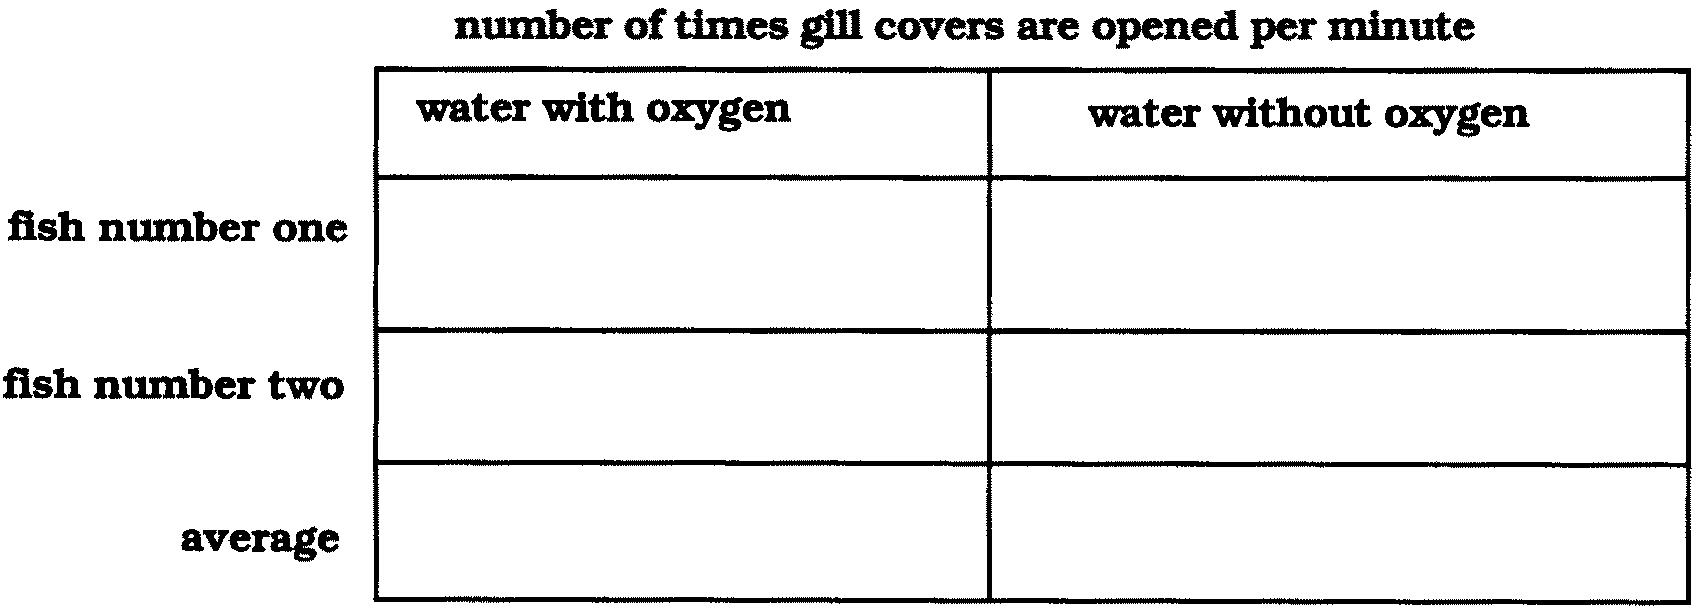 number of times gill covers are opened per minute
water with oxygen water without oxygen
fish number one
fish number two
average